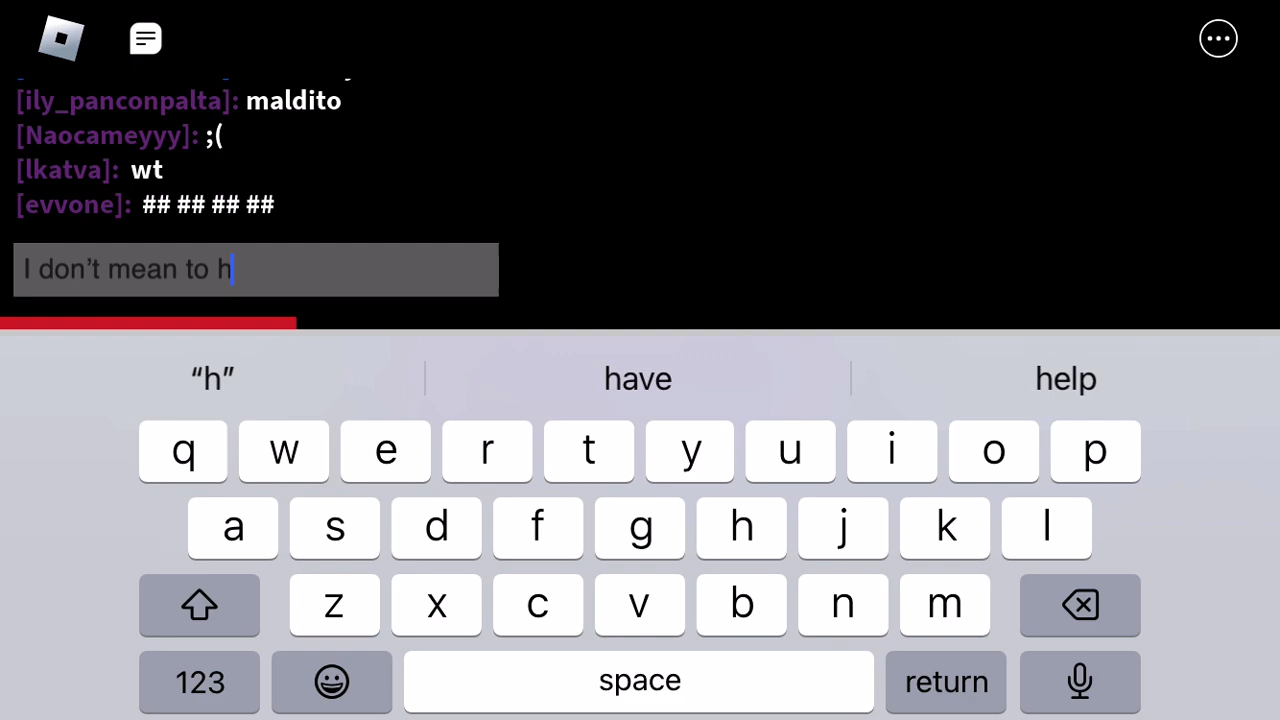 [ily_panconpalta]: maldito
[Naocameyyy]: ;(
[lkatva]: wt
[evvone]: ## ## ## ##
I don’t mean to h
“h” have help
q w e r t y u i o p
a s d f g h j k l
z x c v b n m
123 space return